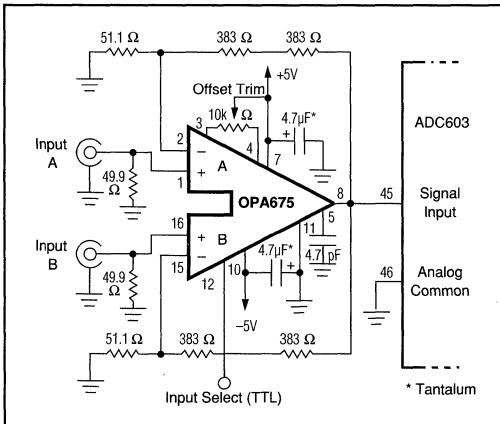 51.1 Ω
383 Ω
383 Ω
+5V
Offset Trim
10k Ω
4.7µF*
+
ADC603
3
4
7
Input
A
2
–
A
1
+
49.9
Ω
OPA675
8
45
Signal
Input
5
11
4.7 pF
16
+
B
4.7µF*
+
Input
B
15
–
10
12
49.9
Ω
46
Analog
Common
–5V
51.1 Ω
383 Ω
383 Ω
* Tantalum
Input Select (TTL)